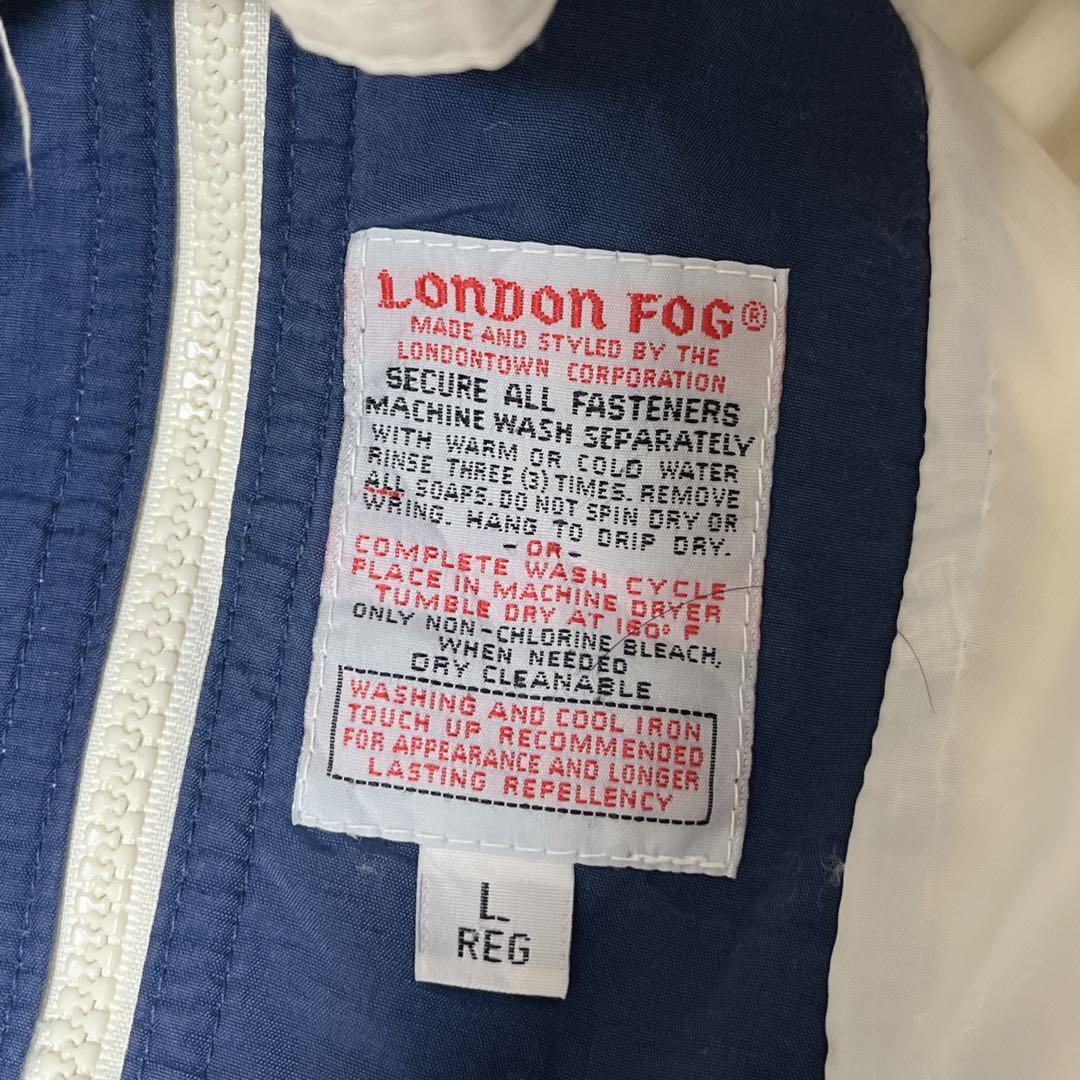 LONDON FOG®
MADE AND STYLED BY THE
LONDONTOWN CORPORATION
SECURE ALL FASTENERS
MACHINE WASH SEPARATELY
WITH WARM OR COLD WATER
RINSE THREE (3) TIMES. REMOVE
ALL SOAPS. DO NOT SPIN DRY OR
WRING. HANG TO DRIP DRY.
- OR -
COMPLETE WASH CYCLE
PLACE IN MACHINE DRYER
TUMBLE DRY AT 160° F
ONLY NON-CHLORINE BLEACH,
WHEN NEEDED
DRY CLEANABLE
WASHING AND COOL IRON
TOUCH UP RECOMMENDED
FOR APPEARANCE AND LONGER
LASTING REPELLENCY
L
REG